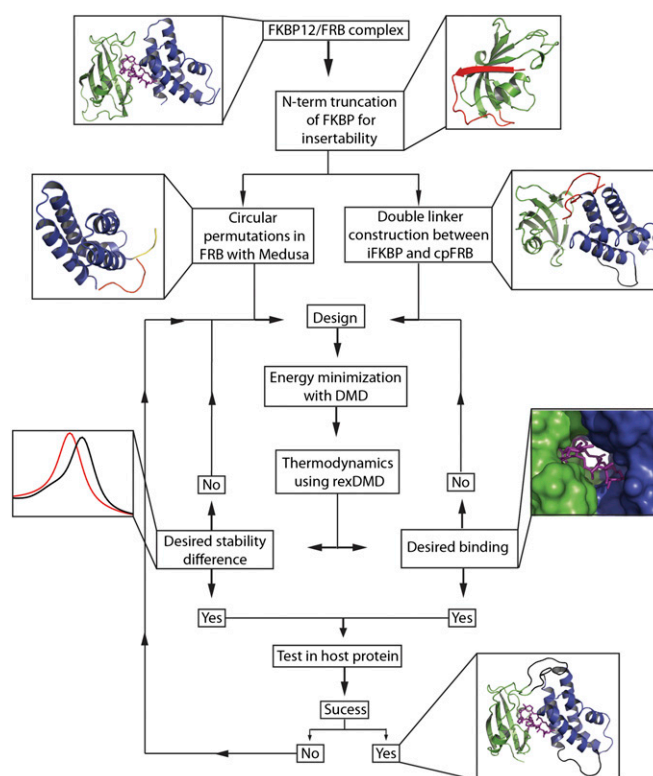 FKBP12/FRB complex
N-term truncation
of FKBP for
insertability
Circular
permutations in
FRB with Medusa
Double linker
construction between
iFKBP and cpFRB
Design
Energy minimization
with DMD
Thermodynamics
using rexDMD
No
No
Desired stability
difference
Desired binding
Yes
Yes
Test in host protein
Sucess
No
Yes